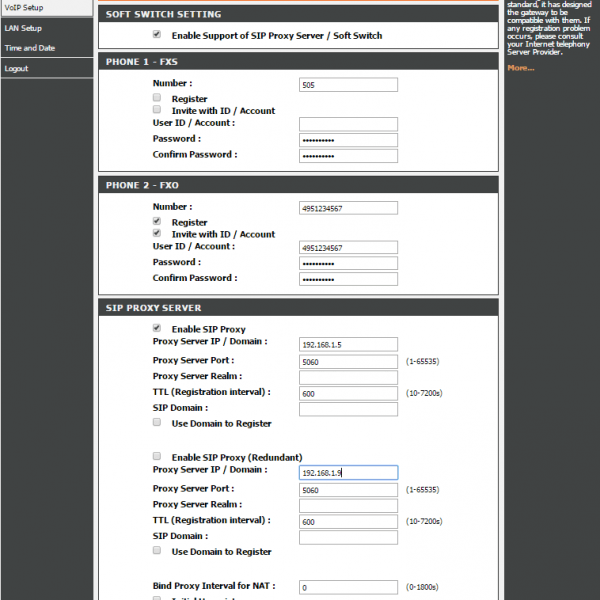 VoIP Setup
LAN Setup
Time and Date
Logout
SOFT SWITCH SETTING
Enable Support of SIP Proxy Server / Soft Switch
PHONE 1 - FXS
Number : 505
Register
Invite with ID / Account
User ID / Account :
Password : ••••••••••
Confirm Password : ••••••••••
PHONE 2 - FXO
Number : 4951234567
Register
Invite with ID / Account
User ID / Account : 4951234567
Password : ••••••••••
Confirm Password : ••••••••••
SIP PROXY SERVER
Enable SIP Proxy
Proxy Server IP / Domain : 192.168.1.5
Proxy Server Port : 5060 (1-65535)
Proxy Server Realm :
TTL (Registration interval) : 600 (10-7200s)
SIP Domain :
Use Domain to Register
Enable SIP Proxy (Redundant)
Proxy Server IP / Domain : 192.168.1.9
Proxy Server Port : 5060 (1-65535)
Proxy Server Realm :
TTL (Registration interval) : 600 (10-7200s)
SIP Domain :
Use Domain to Register
Bind Proxy Interval for NAT : 0 (0-1800s)
standard, it has designed
the gateway to be
compatible with them. If
any registration problem
occurs, please consult
your Internet telephony
Server Provider.
More...